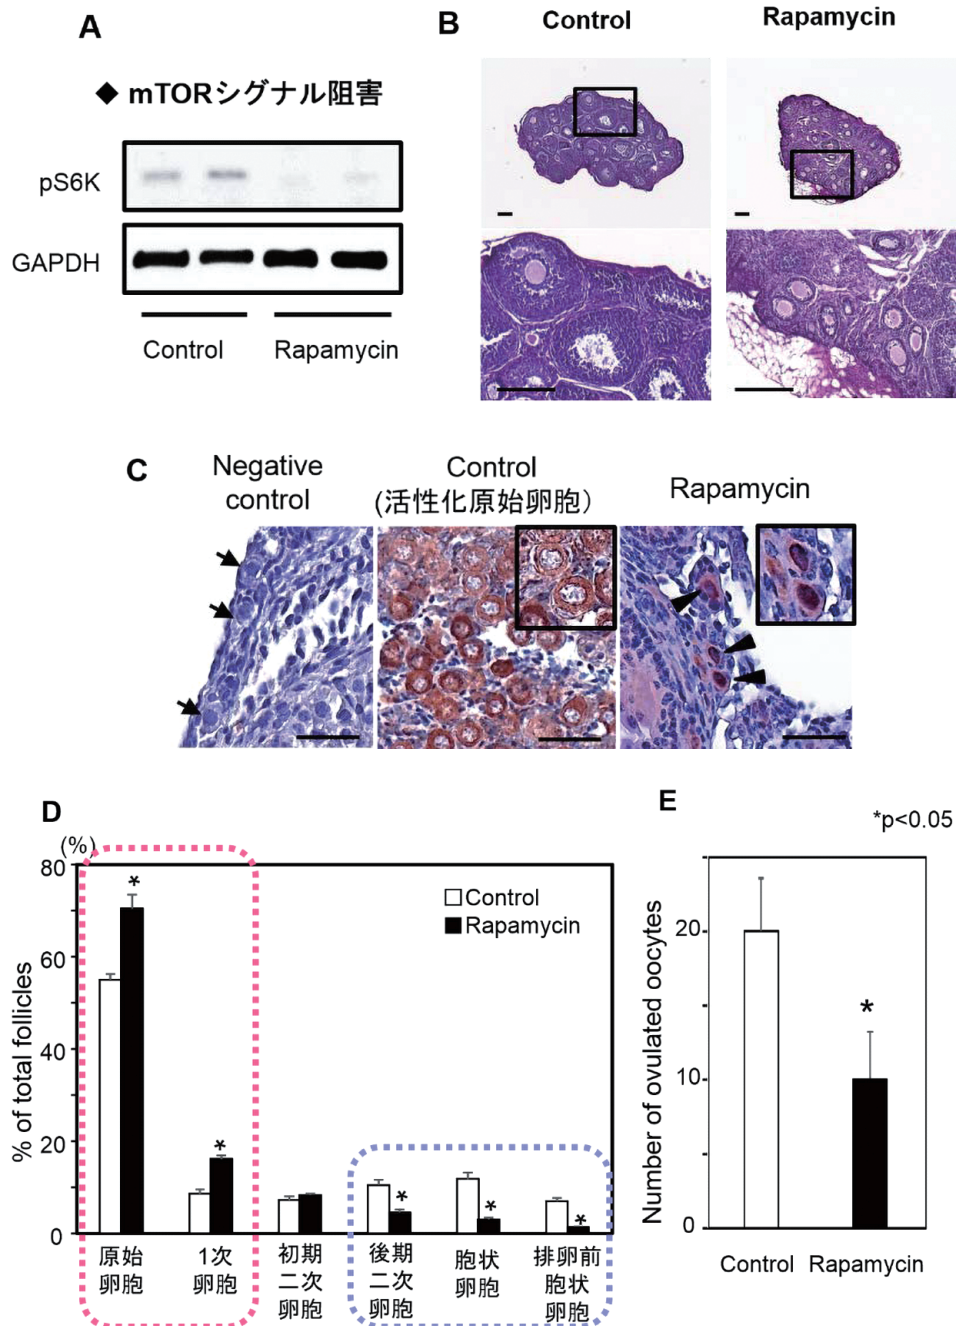 A
◆ mTORシグナル阻害
pS6K
GAPDH
Control
Rapamycin
B
Control
Rapamycin
C
Negative
control
Control
(活性化原始卵胞)
Rapamycin
D
(%)
80
60
40
20
0
% of total follicles
*
*
*
*
*
Control
Rapamycin
原始
卵胞
1次
卵胞
初期
二次
卵胞
後期
二次
卵胞
胞状
卵胞
排卵前
胞状
卵胞
E
*p<0.05
20
10
0
Number of ovulated oocytes
*
Control
Rapamycin